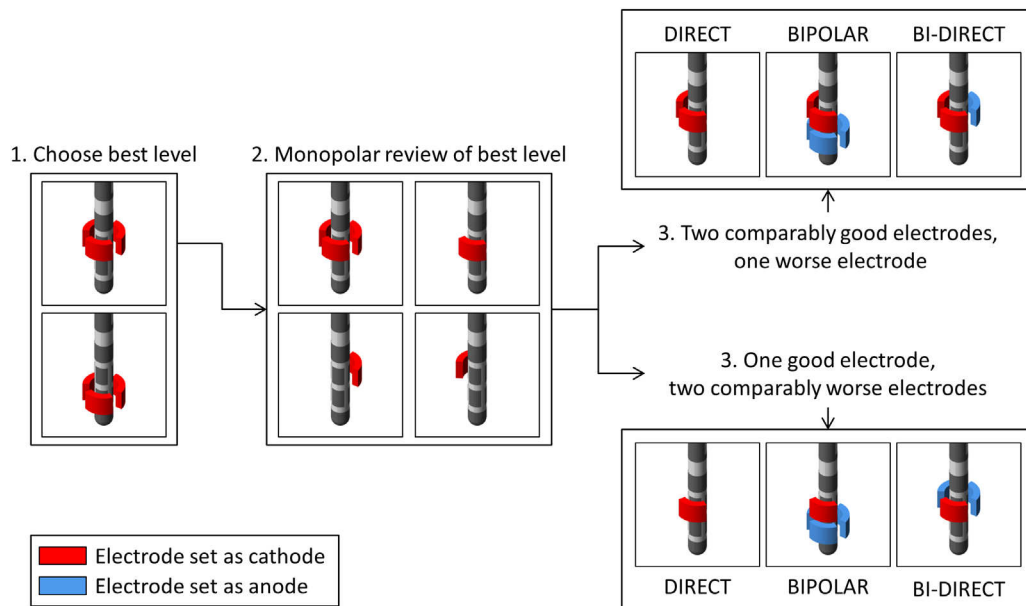 DIRECT
BIPOLAR
BI-DIRECT
1. Choose best level
2. Monopolar review of best level
3. Two comparably good electrodes,
one worse electrode
3. One good electrode,
two comparably worse electrodes
Electrode set as cathode
Electrode set as anode
DIRECT
BIPOLAR
BI-DIRECT